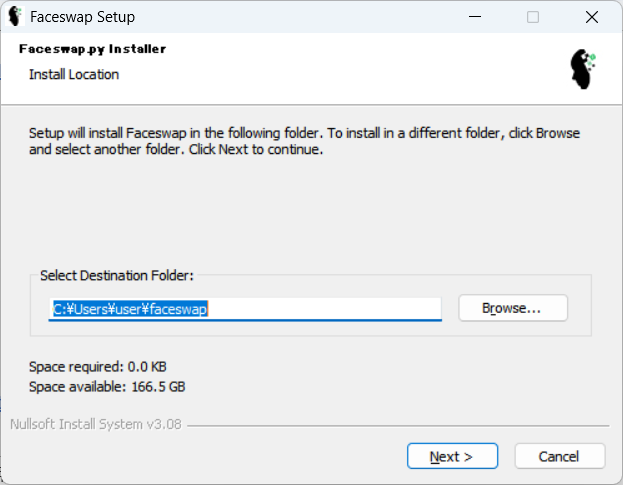 Faceswap Setup
Faceswap.py Installer
Install Location
Setup will install Faceswap in the following folder. To install in a different folder, click Browse
and select another folder. Click Next to continue.
Select Destination Folder:
C:¥Users¥user¥faceswap
Browse...
Space required: 0.0 KB
Space available: 166.5 GB
Nullsoft Install System v3.08
Next >
Cancel